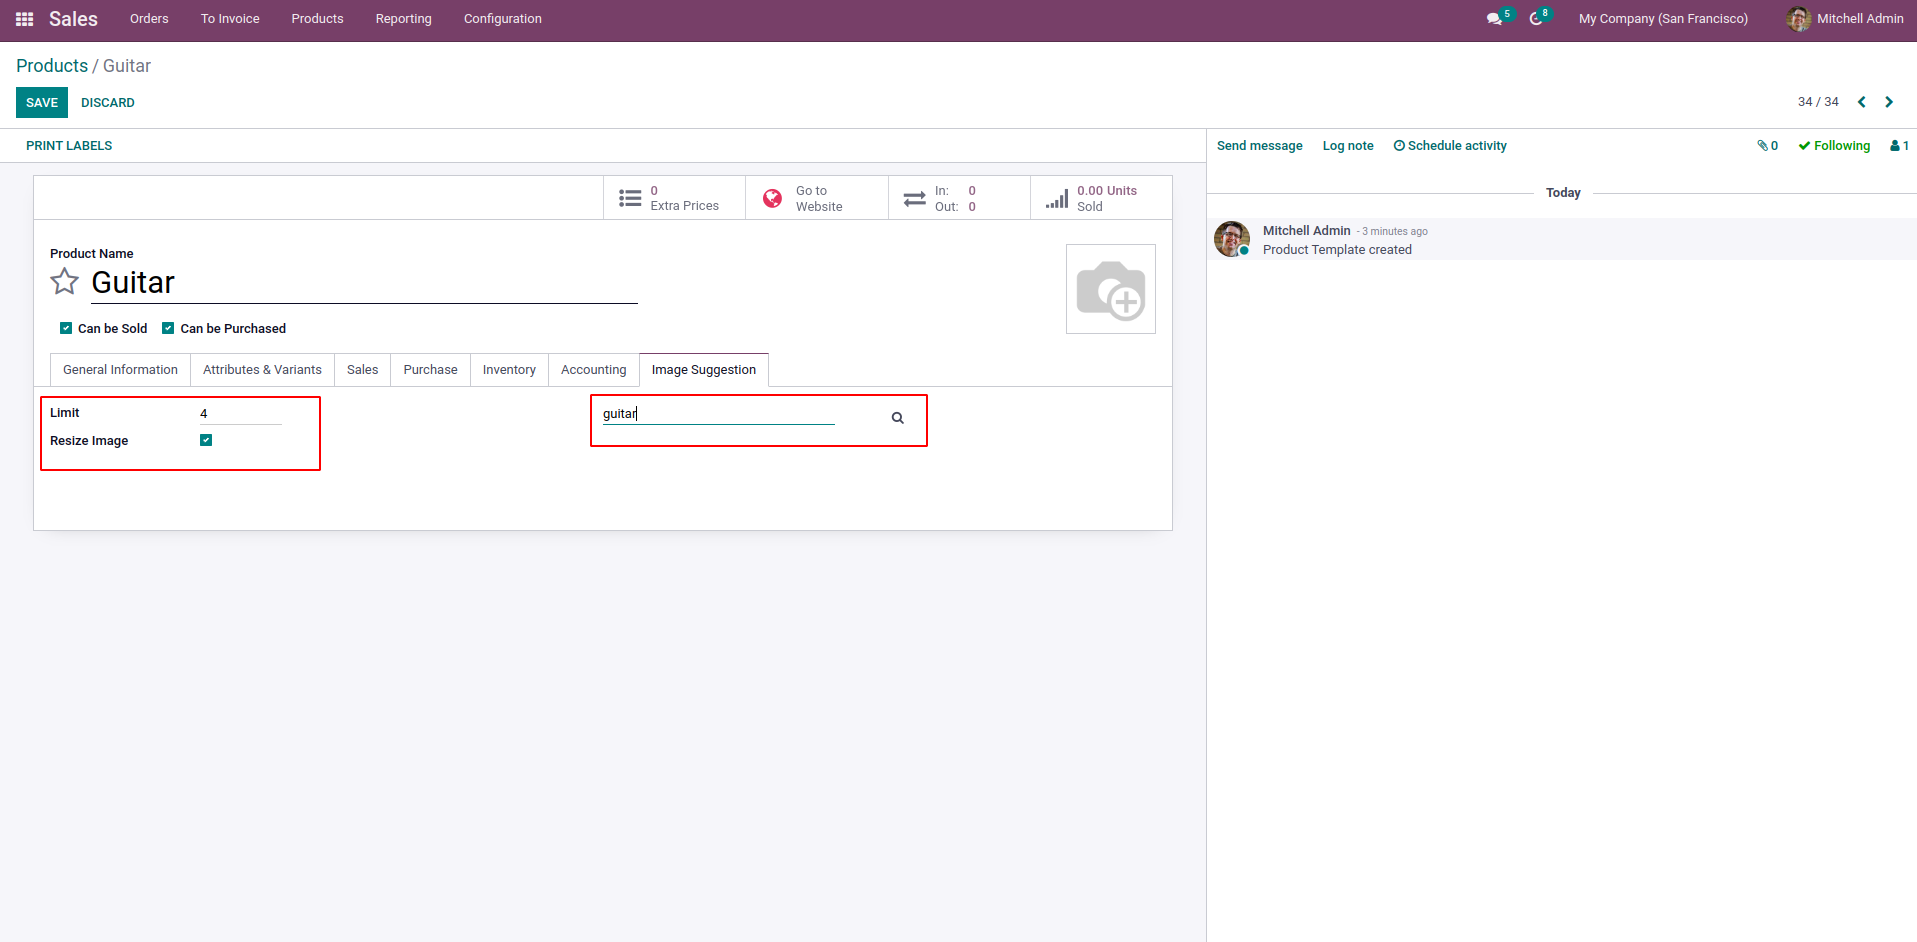 Sales Orders To Invoice Products Reporting Configuration 5 8 My Company (San Francisco) Mitchell Admin
Products / Guitar
SAVE DISCARD 34 / 34
PRINT LABELS
Send message Log note Schedule activity 0 Following 1
0
Extra Prices
Go to
Website
In: 0
Out: 0
0.00 Units
Sold
Today
Mitchell Admin - 3 minutes ago
Product Template created
Product Name
Guitar
Can be Sold Can be Purchased
General Information Attributes & Variants Sales Purchase Inventory Accounting Image Suggestion
Limit 4
guitar
Resize Image